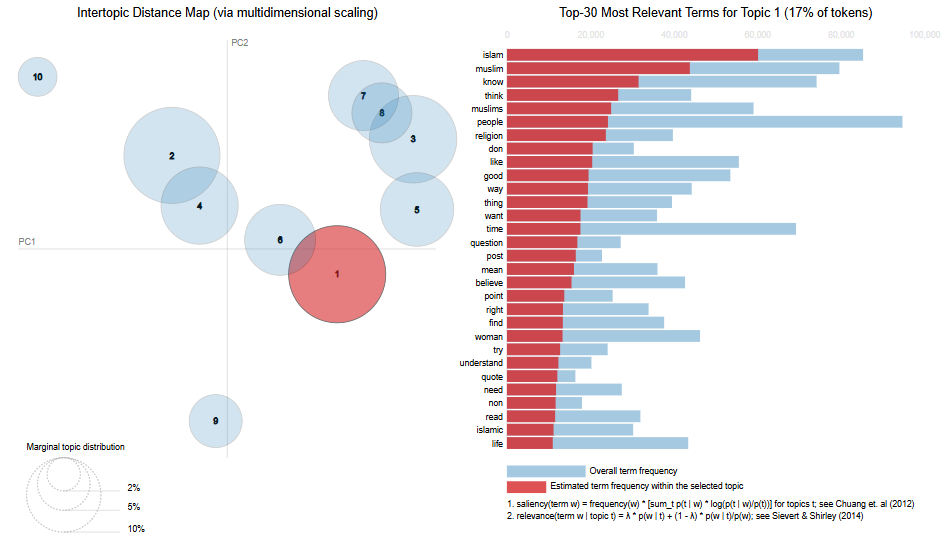 Intertopic Distance Map (via multidimensional scaling)
PC2
PC1
10
2
4
7
8
3
5
6
1
9
Marginal topic distribution
2%
5%
10%
Top-30 Most Relevant Terms for Topic 1 (17% of tokens)
0 20,000 40,000 60,000 80,000 100,000
islam
muslim
know
think
muslims
people
religion
don
like
good
way
thing
want
time
question
post
mean
believe
point
right
find
woman
try
understand
quote
need
non
read
islamic
life
Overall term frequency
Estimated term frequency within the selected topic
1. saliency(term w) = frequency(w) * [sum_t p(t | w) * log(p(t | w)/p(t))] for topics t; see Chuang et. al (2012)
2. relevance(term w | topic t) = λ * p(w | t) + (1 - λ) * p(w | t)/p(w); see Sievert & Shirley (2014)